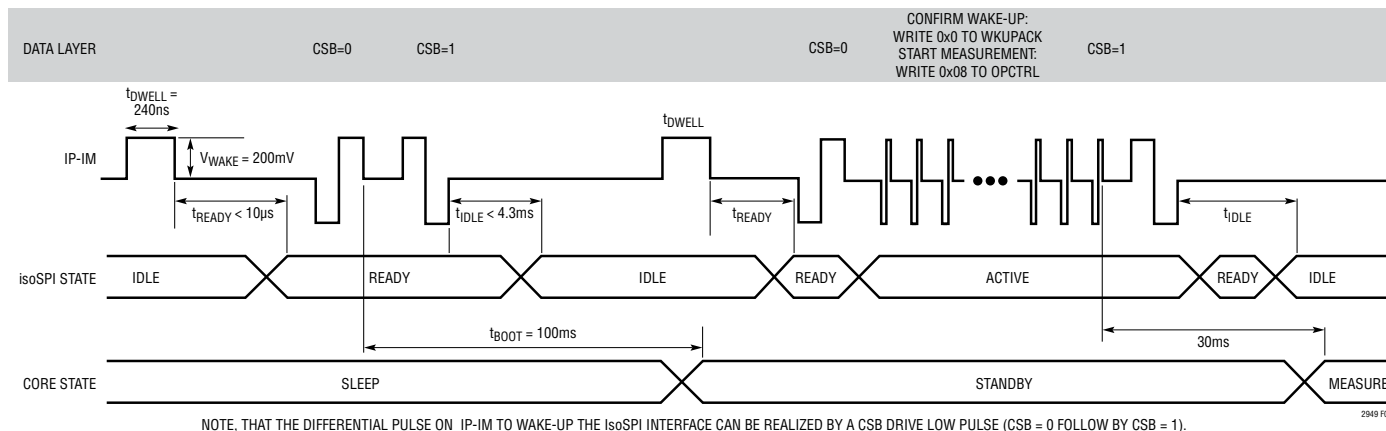 DATA LAYER
CSB=0
CSB=1
CSB=0
CONFIRM WAKE-UP:
WRITE 0x0 TO WKUPACK
START MEASUREMENT:
WRITE 0x08 TO OPCTRL
CSB=1
tDWELL =
240ns
tDWELL
IP-IM
VWAKE = 200mV
tREADY < 10µs
tIDLE < 4.3ms
tREADY
tIDLE
isoSPI STATE
IDLE
READY
IDLE
READY
ACTIVE
READY
IDLE
tBOOT = 100ms
30ms
CORE STATE
SLEEP
STANDBY
MEASURE
2949 F
NOTE, THAT THE DIFFERENTIAL PULSE ON IP-IM TO WAKE-UP THE IsoSPI INTERFACE CAN BE REALIZED BY A CSB DRIVE LOW PULSE (CSB = 0 FOLLOW BY CSB = 1).